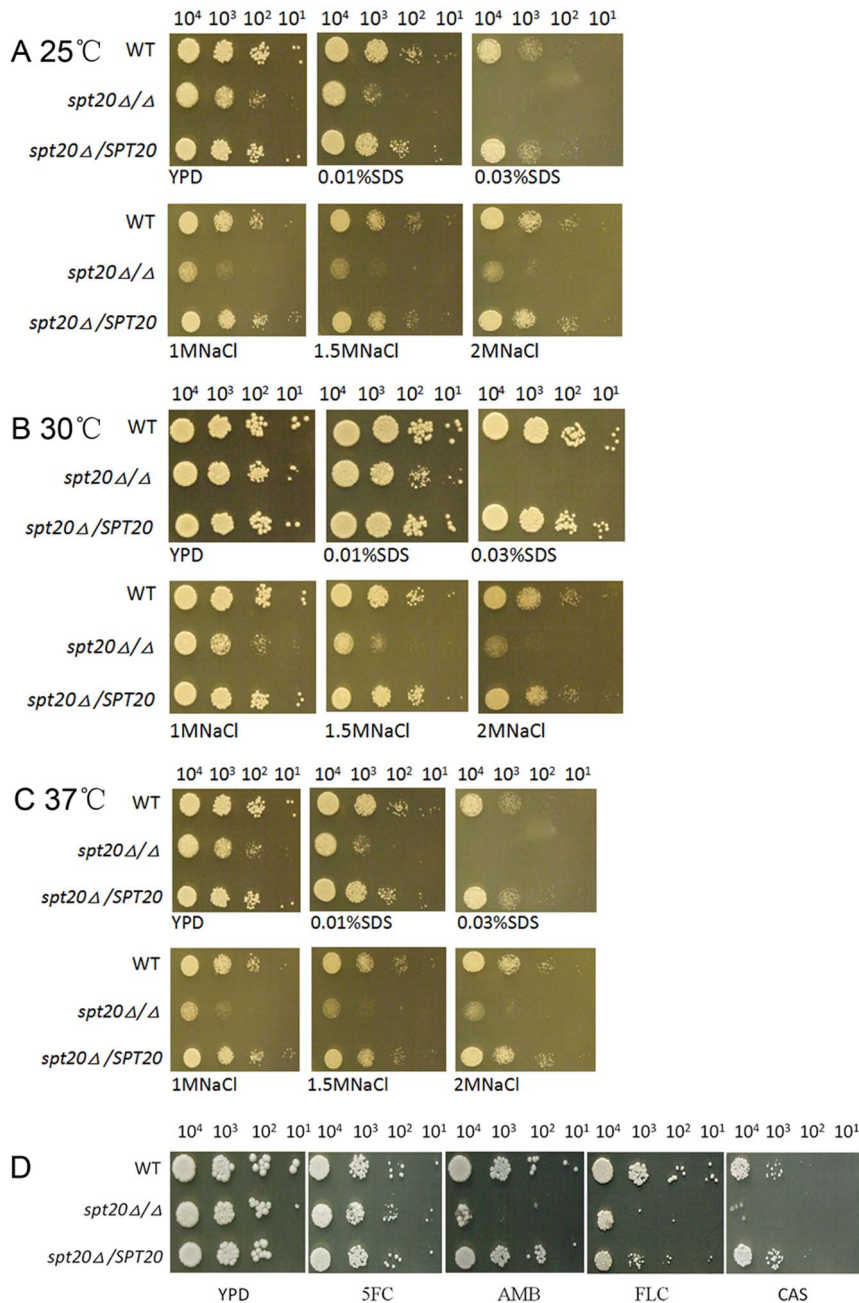 10⁴ 10³ 10² 10¹ 10⁴ 10³ 10² 10¹ 10⁴ 10³ 10² 10¹
A 25℃ WT
spt20Δ/Δ
spt20Δ/SPT20
YPD 0.01%SDS 0.03%SDS
WT
spt20Δ/Δ
spt20Δ/SPT20
1MNaCl 1.5MNaCl 2MNaCl
10⁴ 10³ 10² 10¹ 10⁴ 10³ 10² 10¹ 10⁴ 10³ 10² 10¹
B 30℃ WT
spt20Δ/Δ
spt20Δ/SPT20
YPD 0.01%SDS 0.03%SDS
WT
spt20Δ/Δ
spt20Δ/SPT20
1MNaCl 1.5MNaCl 2MNaCl
10⁴ 10³ 10² 10¹ 10⁴ 10³ 10² 10¹ 10⁴ 10³ 10² 10¹
C 37℃ WT
spt20Δ/Δ
spt20Δ/SPT20
YPD 0.01%SDS 0.03%SDS
WT
spt20Δ/Δ
spt20Δ/SPT20
1MNaCl 1.5MNaCl 2MNaCl
10⁴ 10³ 10² 10¹ 10⁴ 10³ 10² 10¹ 10⁴ 10³ 10² 10¹ 10⁴ 10³ 10² 10¹ 10⁴ 10³ 10² 10¹
D WT
spt20Δ/Δ
spt20Δ/SPT20
YPD 5FC AMB FLC CAS